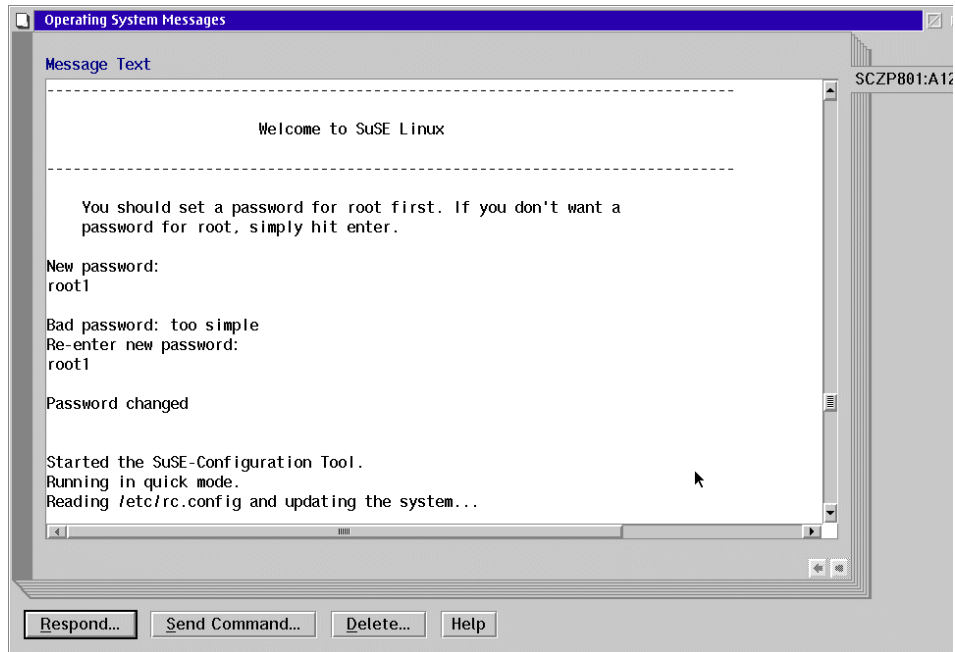 Operating System Messages
Message Text
SCZP801:A12
--------------------------------------------------------------------------------
Welcome to SuSE Linux
--------------------------------------------------------------------------------
You should set a password for root first. If you don't want a
password for root, simply hit enter.
New password:
root1
Bad password: too simple
Re-enter new password:
root1
Password changed
Started the SuSE-Configuration Tool.
Running in quick mode.
Reading /etc/rc.config and updating the system...
Respond...
Send Command...
Delete...
Help